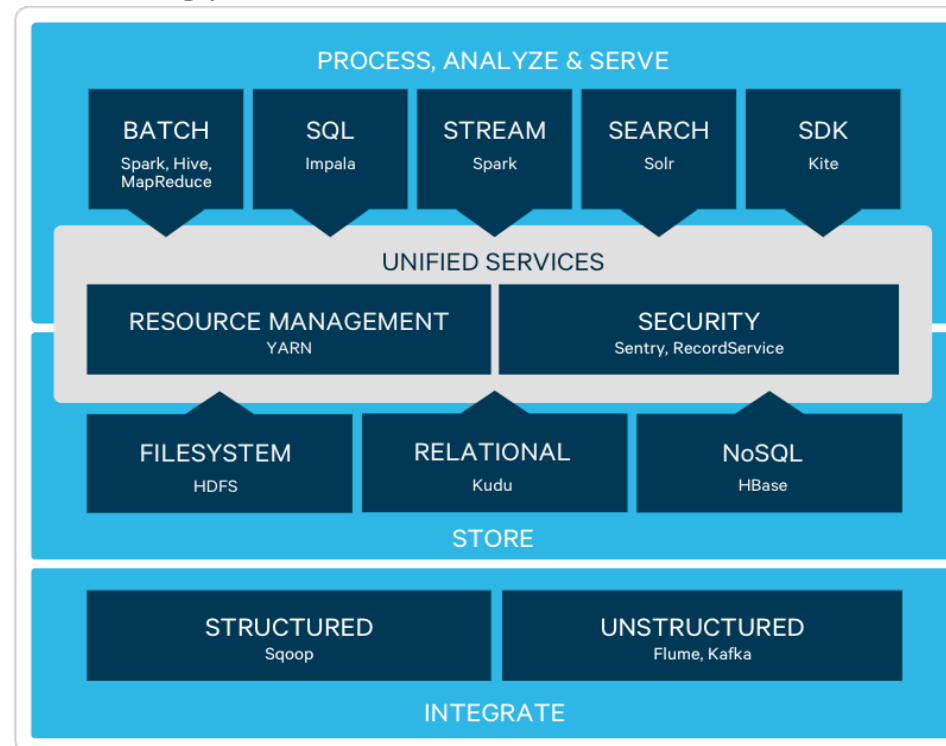 PROCESS, ANALYZE & SERVE
BATCH
Spark, Hive,
MapReduce
SQL
Impala
STREAM
Spark
SEARCH
Solr
SDK
Kite
UNIFIED SERVICES
RESOURCE MANAGEMENT
YARN
SECURITY
Sentry, RecordService
FILESYSTEM
HDFS
RELATIONAL
Kudu
NoSQL
HBase
STORE
STRUCTURED
Sqoop
UNSTRUCTURED
Flume, Kafka
INTEGRATE